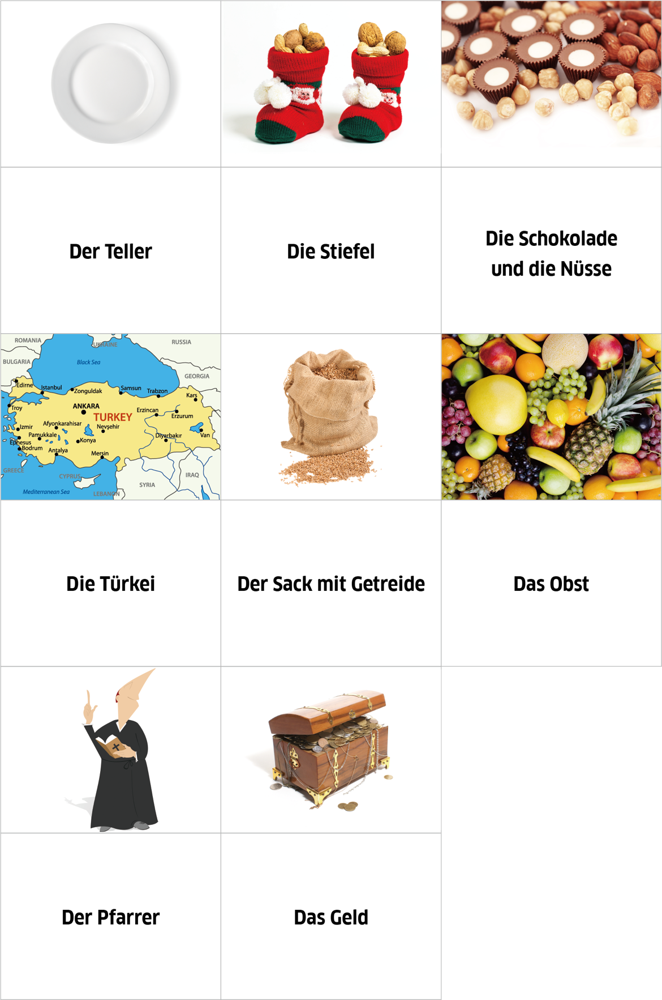 Der Teller
Die Stiefel
Die Schokolade
und die Nüsse
ROMANIA
UKRAINE
RUSSIA
BULGARIA
Black Sea
GEORGIA
Edirne
Istanbul
Zonguldak
Samsun
Trabzon
Kars
Troy
ANKARA
Erzincan
TURKEY
Erzurum
Izmir
Afyonkarahisar
Nevşehir
Pamukkale
Diyarbakır
Van
Ephesus
Konya
Bodrum
Antalya
Mersin
GREECE
CYPRUS
IRAQ
SYRIA
Mediterranean Sea
LEBANON
Die Türkei
Der Sack mit Getreide
Das Obst
Der Pfarrer
Das Geld